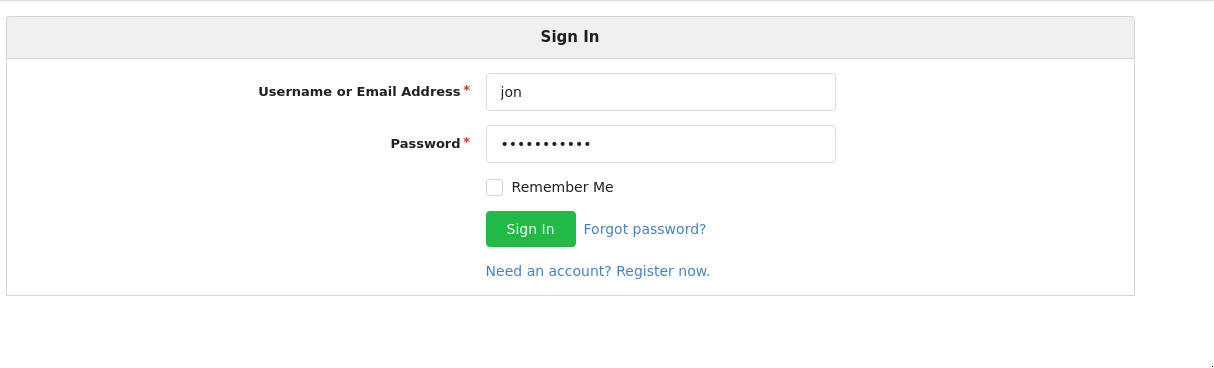 Sign In
Username or Email Address*
jon
Password*
•••••••••••
Remember Me
Sign In Forgot password?
Need an account? Register now.